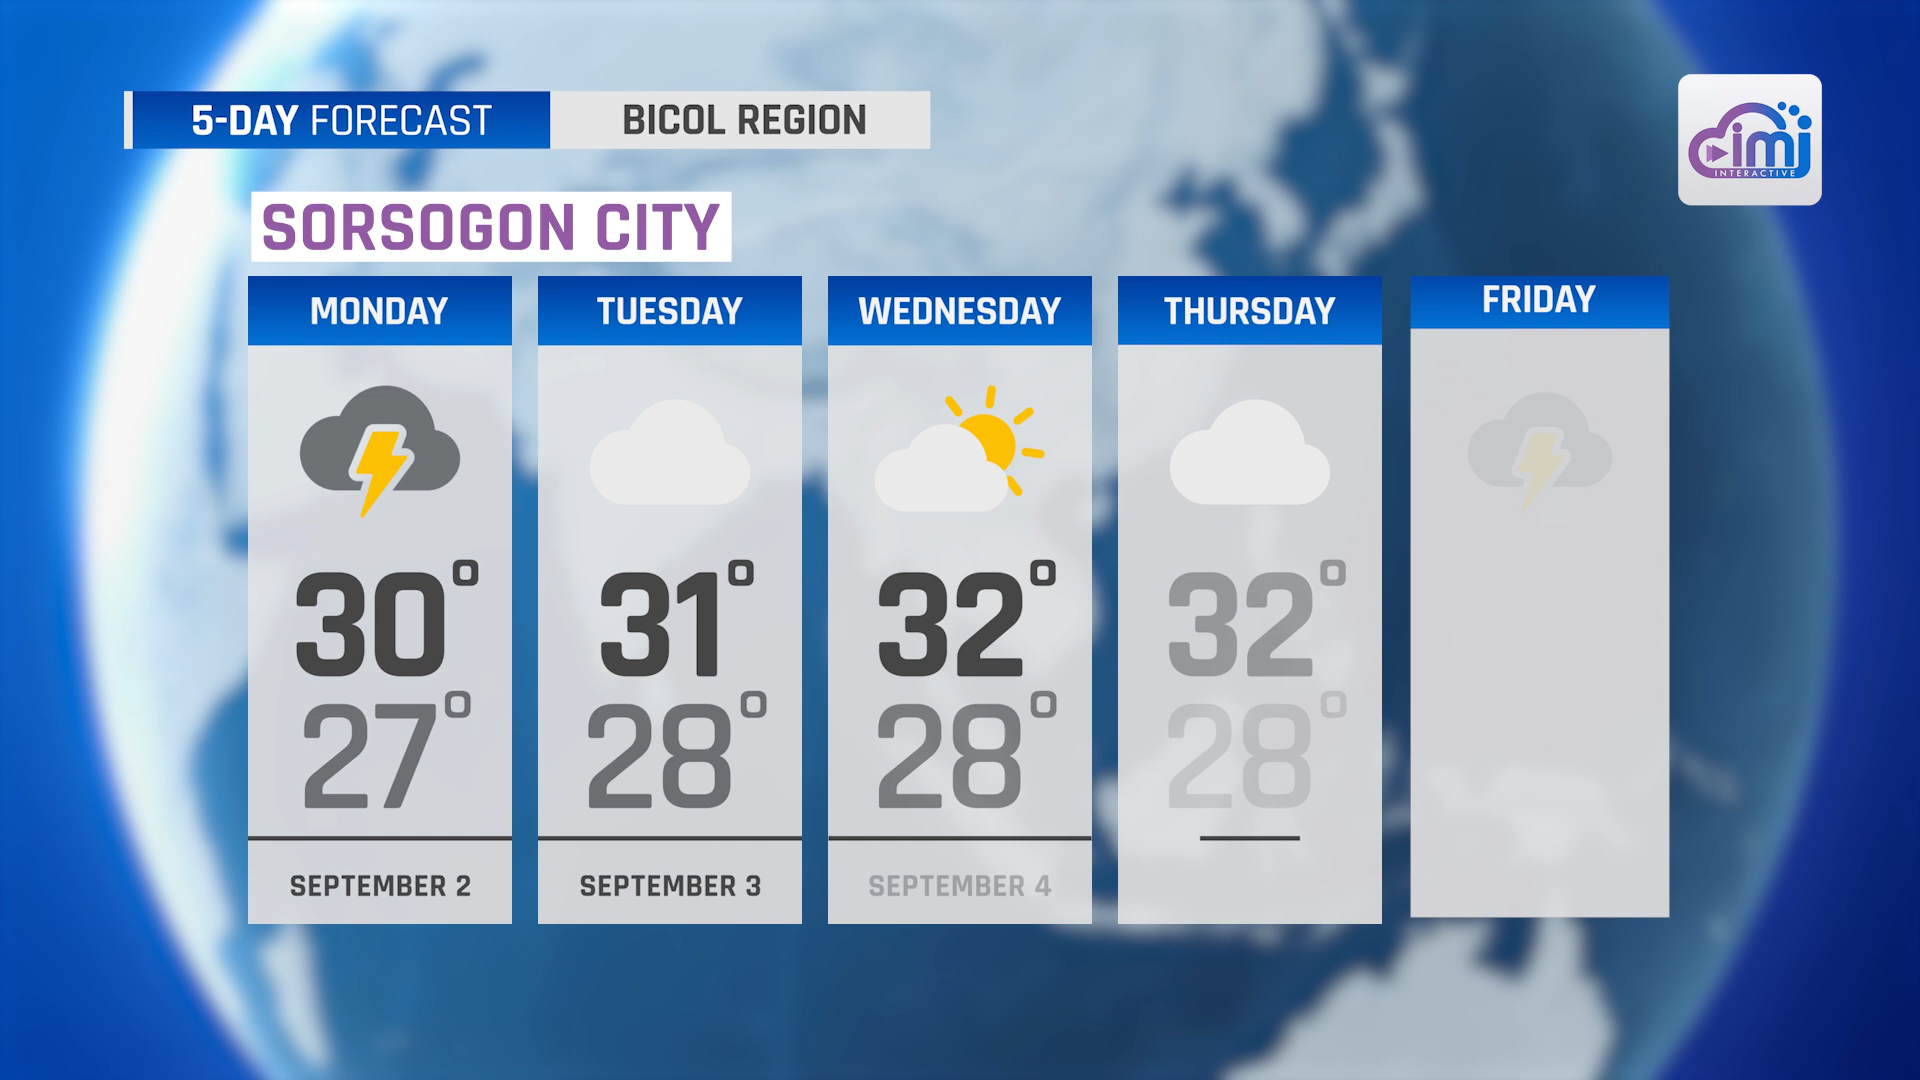 5-DAY FORECAST
BICOL REGION
imi
INTERACTIVE
SORSOGON CITY
MONDAY
30°
27°
SEPTEMBER 2
TUESDAY
31°
28°
SEPTEMBER 3
WEDNESDAY
32°
28°
SEPTEMBER 4
THURSDAY
32°
28°
FRIDAY